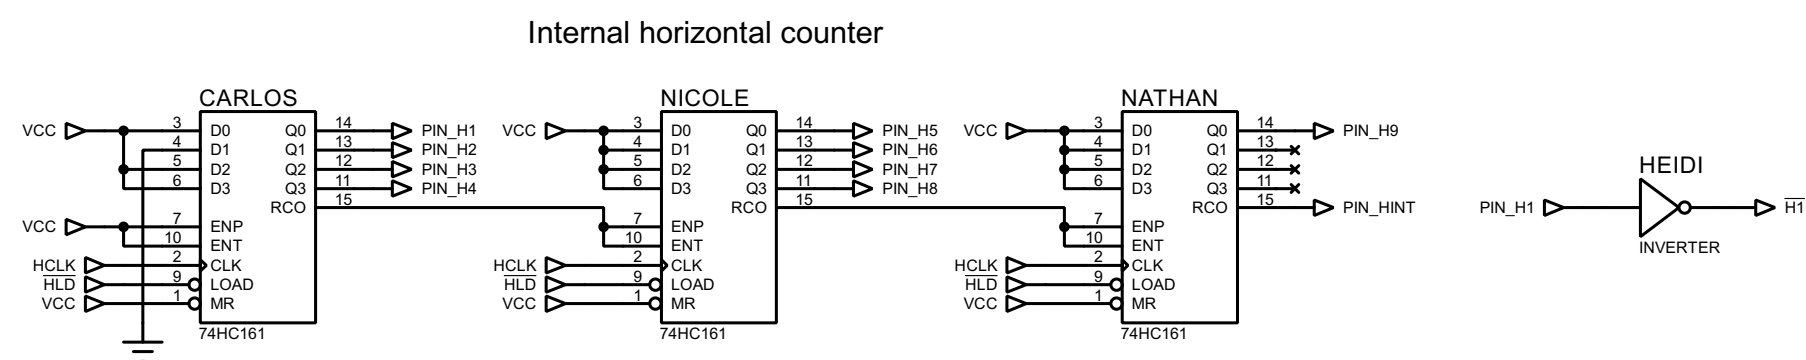 Internal horizontal counter
CARLOS
NICOLE
NATHAN
VCC 3 D0 Q0 14 PIN_H1
4 D1 Q1 13 PIN_H2
5 D2 Q2 12 PIN_H3
6 D3 Q3 11 PIN_H4
RCO 15
VCC 7 ENP
10 ENT
HCLK 2 CLK
HLD 9 LOAD
VCC 1 MR
74HC161
VCC 3 D0 Q0 14 PIN_H5
4 D1 Q1 13 PIN_H6
5 D2 Q2 12 PIN_H7
6 D3 Q3 11 PIN_H8
RCO 15
7 ENP
10 ENT
HCLK 2 CLK
HLD 9 LOAD
VCC 1 MR
74HC161
VCC 3 D0 Q0 14 PIN_H9
4 D1 Q1 13
5 D2 Q2 12
6 D3 Q3 11
RCO 15 PIN_HINT
7 ENP
10 ENT
HCLK 2 CLK
HLD 9 LOAD
VCC 1 MR
74HC161
HEIDI
PIN_H1 H1
INVERTER